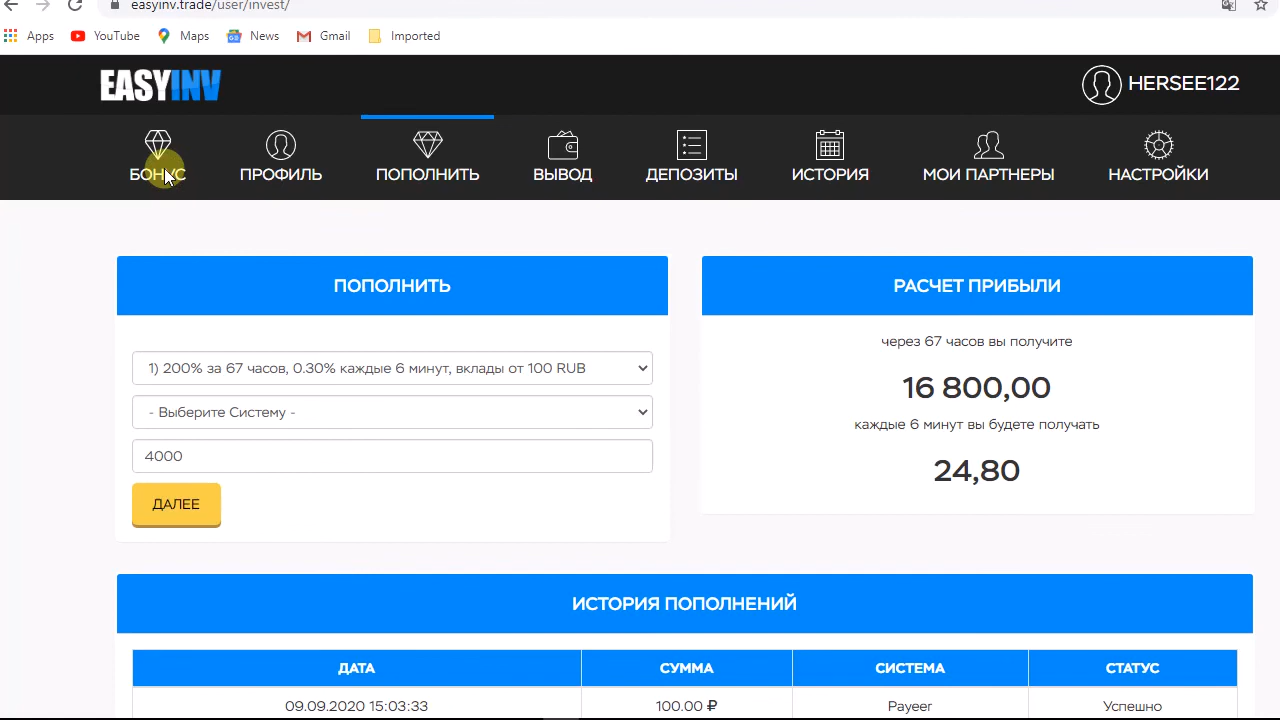 easyinv.trade/user/invest/
Apps YouTube Maps News Gmail Imported
EASYINV
HERSEE122
БОНУС ПРОФИЛЬ ПОПОЛНИТЬ ВЫВОД ДЕПОЗИТЫ ИСТОРИЯ МОИ ПАРТНЕРЫ НАСТРОЙКИ
ПОПОЛНИТЬ
1) 200% за 67 часов, 0.30% каждые 6 минут, вклады от 100 RUB
- Выберите Систему -
4000
ДАЛЕЕ
РАСЧЕТ ПРИБЫЛИ
через 67 часов вы получите
16 800,00
каждые 6 минут вы будете получать
24,80
ИСТОРИЯ ПОПОЛНЕНИЙ
ДАТА СУММА СИСТЕМА СТАТУС
09.09.2020 15:03:33 100.00 ₽ Payeer Успешно